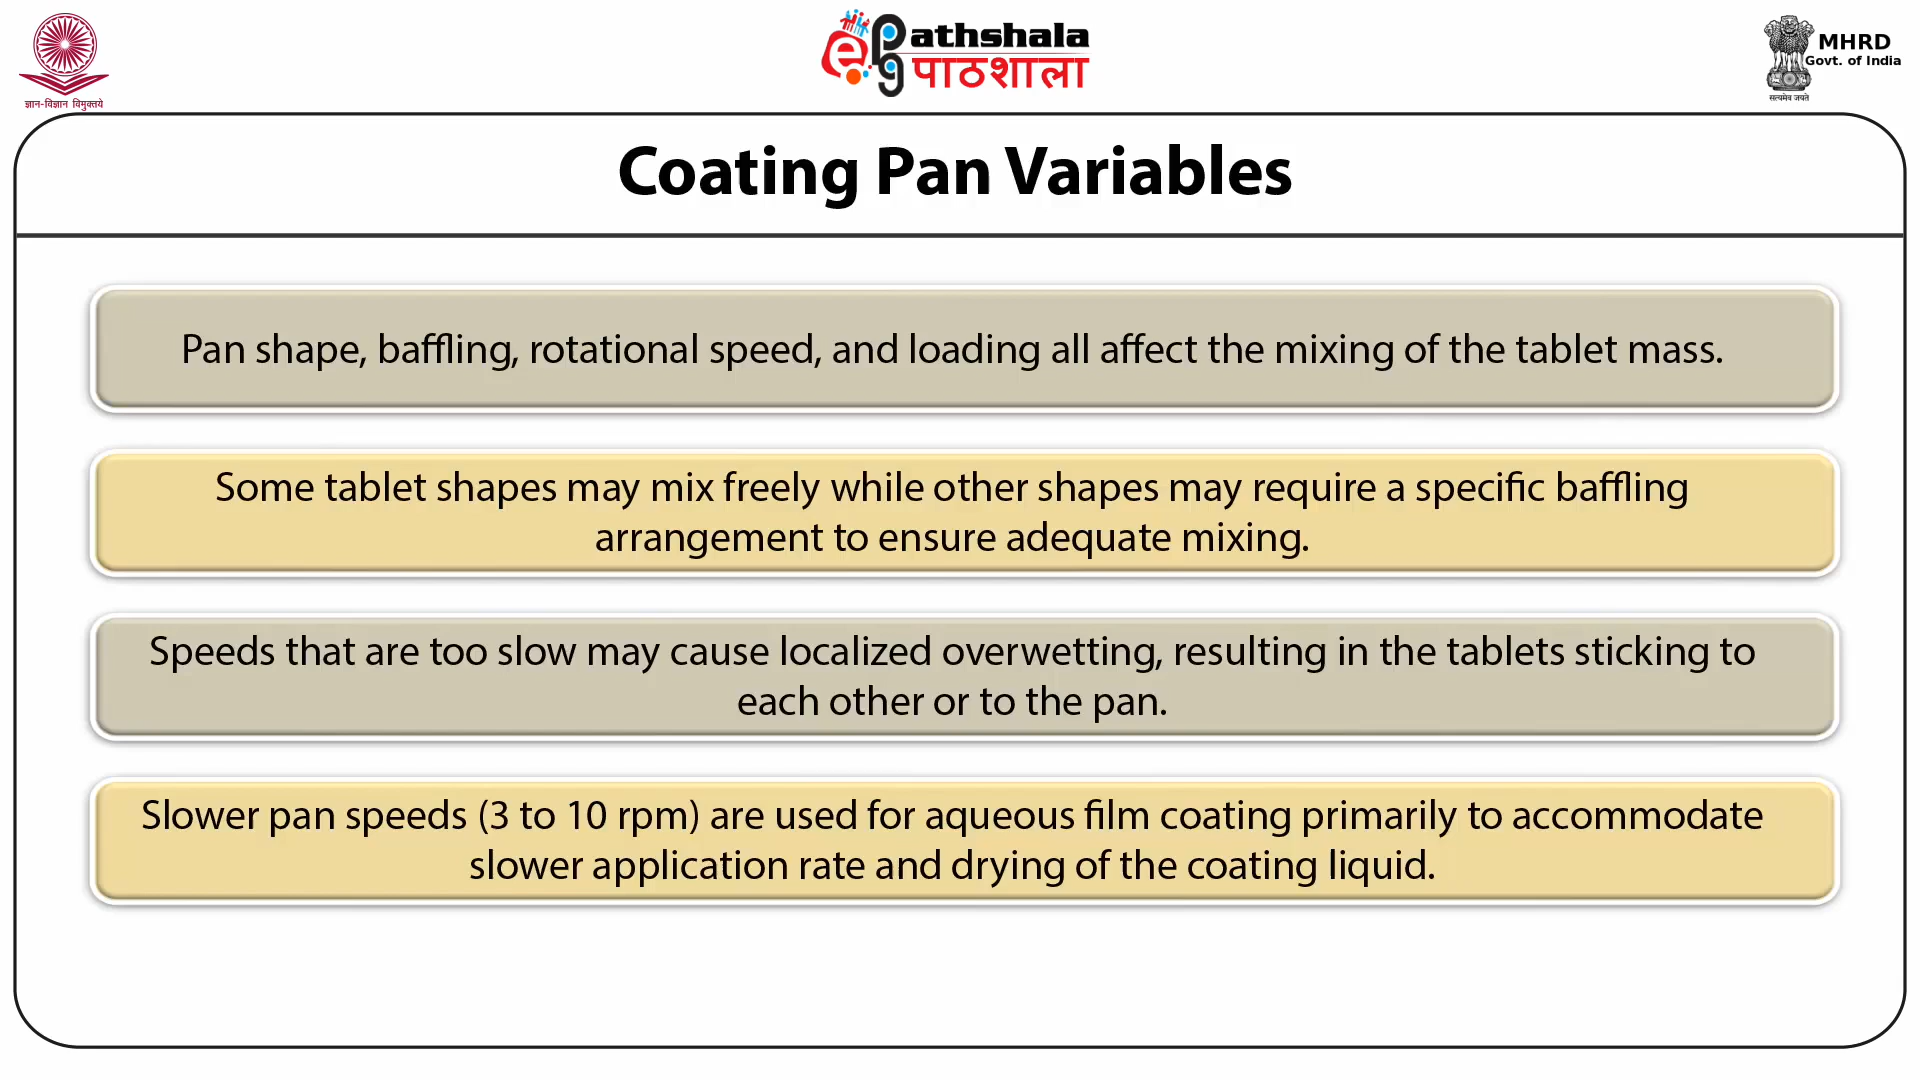 ज्ञान-विज्ञान विमुक्तये
ePathshala
पाठशाला
MHRD
Govt. of India
सत्यमेव जयते
Coating Pan Variables
Pan shape, baffling, rotational speed, and loading all affect the mixing of the tablet mass.
Some tablet shapes may mix freely while other shapes may require a specific baffling
arrangement to ensure adequate mixing.
Speeds that are too slow may cause localized overwetting, resulting in the tablets sticking to
each other or to the pan.
Slower pan speeds (3 to 10 rpm) are used for aqueous film coating primarily to accommodate
slower application rate and drying of the coating liquid.